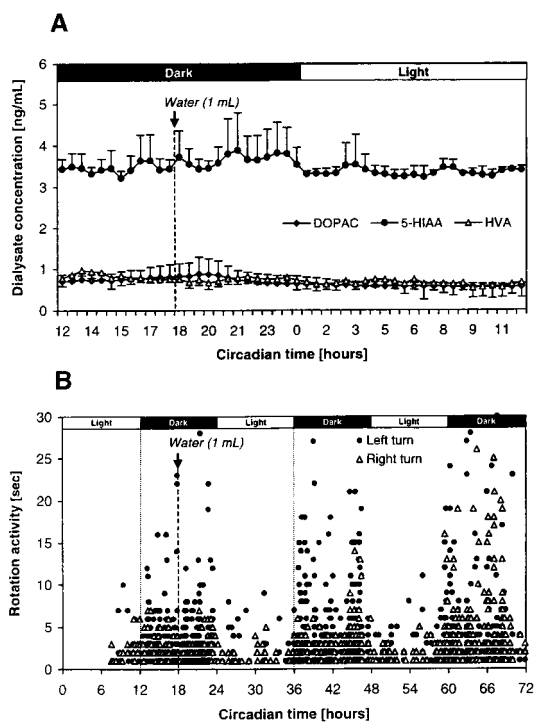 A
Dark Light
Water (1 mL)
Dialysate concentration [ng/mL]
6
5
4
3
2
1
0
DOPAC 5-HIAA HVA
12 14 15 17 18 20 21 23 0 2 3 5 6 8 9 11
Circadian time [hours]
B
Light Dark Light Dark Light Dark
Water (1 mL)
Left turn
Right turn
Rotation activity [sec]
30
25
20
15
10
5
0
0 6 12 18 24 30 36 42 48 54 60 66 72
Circadian time [hours]